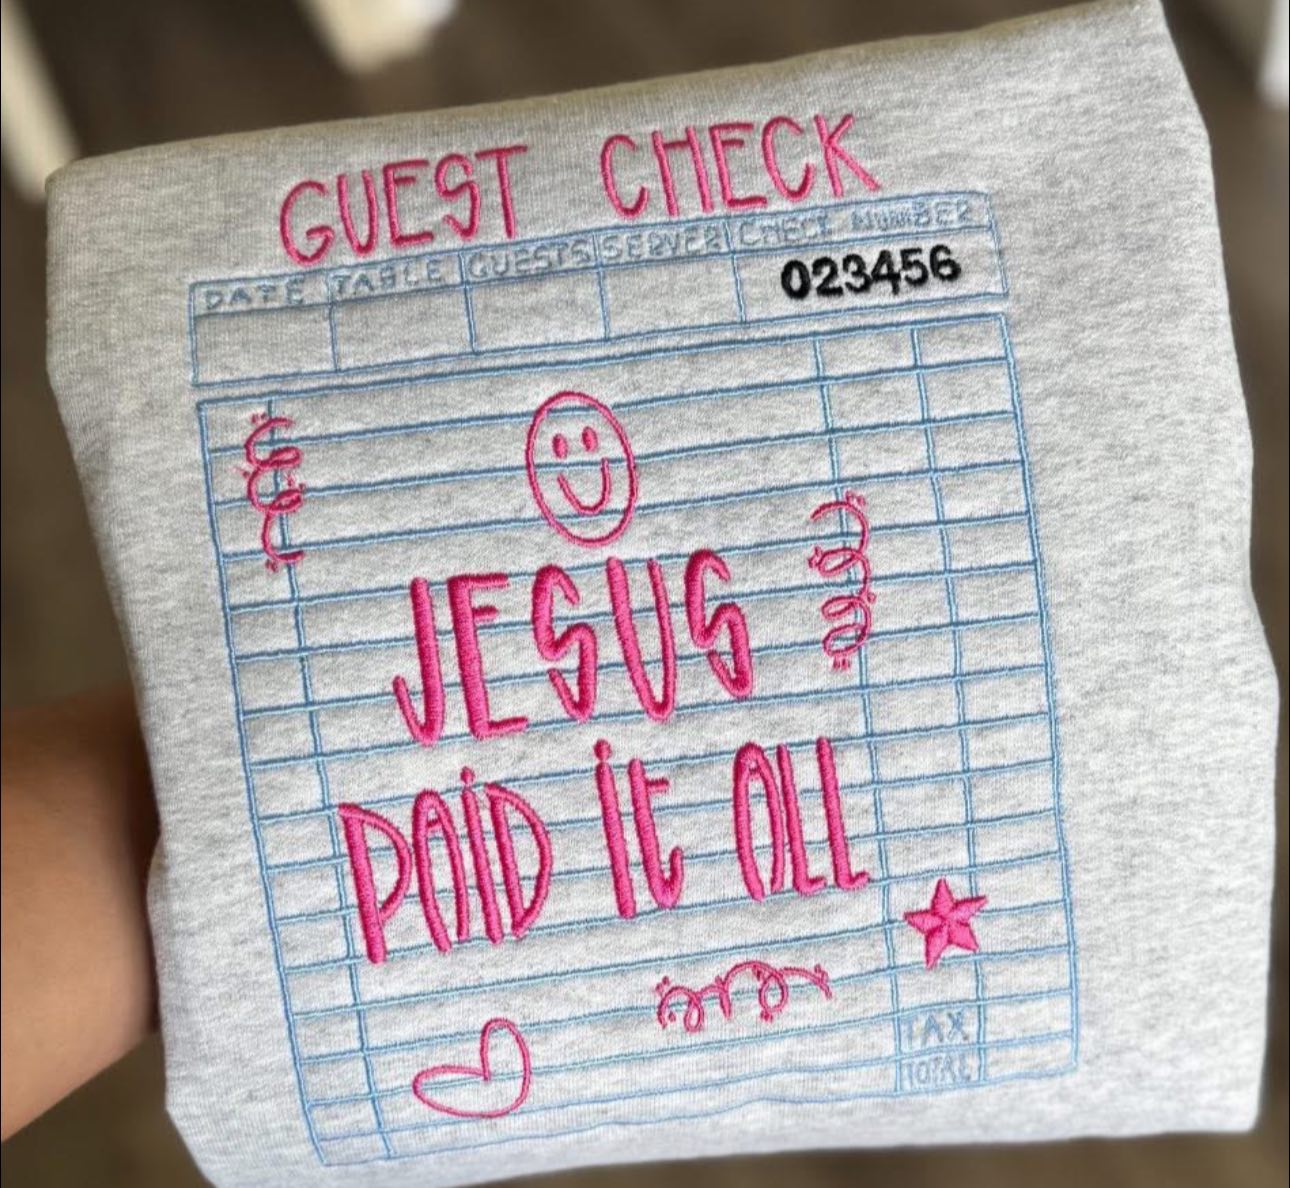 GUEST CHECK
DATE TABLE GUESTS SERVER CHECK NUMBER
023456
JESUS
PAID It ALL
TAX
TOTAL